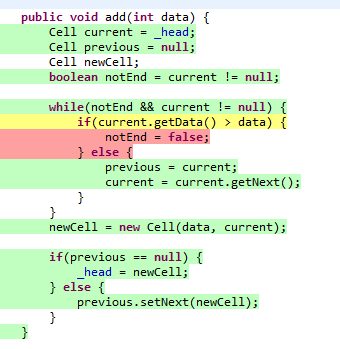 public void add(int data) {
    Cell current = _head;
    Cell previous = null;
    Cell newCell;
    boolean notEnd = current != null;

    while(notEnd && current != null) {
        if(current.getData() > data) {
            notEnd = false;
        } else {
            previous = current;
            current = current.getNext();
        }
    }
    newCell = new Cell(data, current);

    if(previous == null) {
        _head = newCell;
    } else {
        previous.setNext(newCell);
    }
}